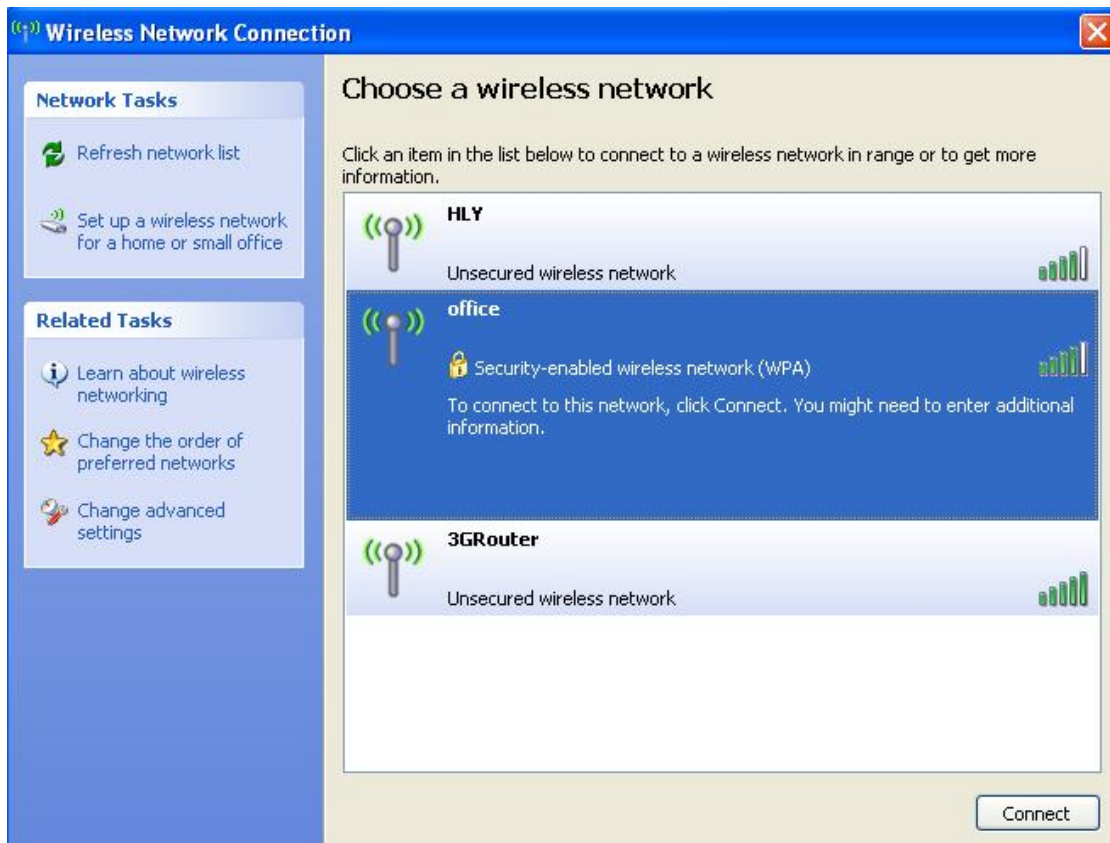 Wireless Network Connection
Network Tasks
Refresh network list
Set up a wireless network
for a home or small office
Related Tasks
Learn about wireless
networking
Change the order of
preferred networks
Change advanced
settings
Choose a wireless network
Click an item in the list below to connect to a wireless network in range or to get more
information.
HLY
Unsecured wireless network
office
Security-enabled wireless network (WPA)
To connect to this network, click Connect. You might need to enter additional
information.
3GRouter
Unsecured wireless network
Connect